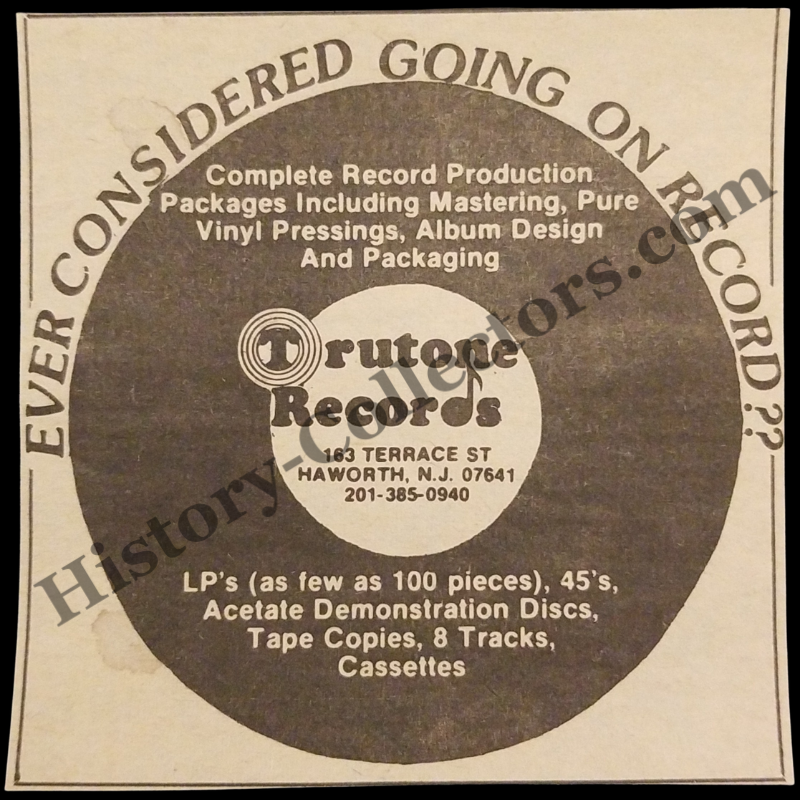 EVER CONSIDERED GOING ON RECORD??
Complete Record Production
Packages Including Mastering, Pure
Vinyl Pressings, Album Design
And Packaging
Trutone
Records
163 TERRACE ST
HAWORTH, N.J. 07641
201-385-0940
LP's (as few as 100 pieces), 45's,
Acetate Demonstration Discs,
Tape Copies, 8 Tracks,
Cassettes
History-Collectors.com